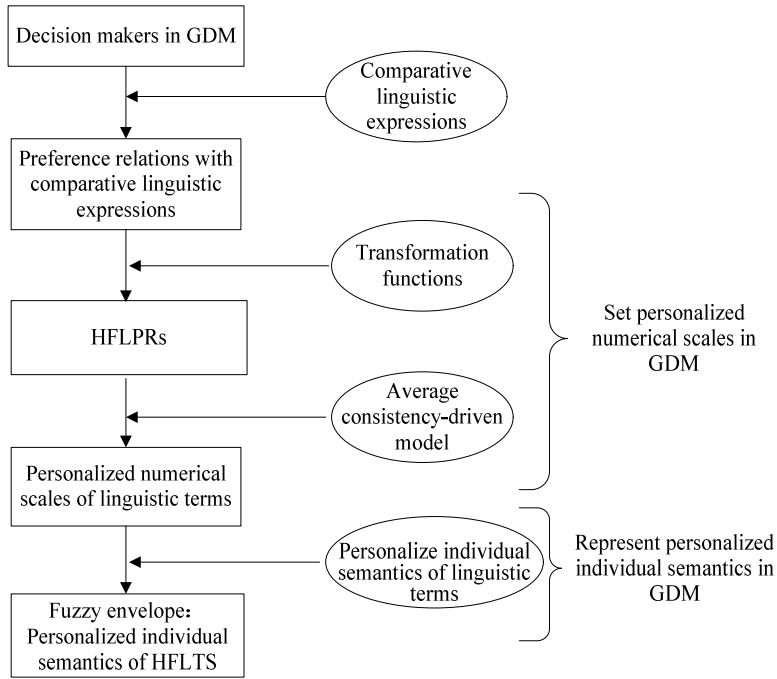 Decision makers in GDM
Comparative
linguistic
expressions
Preference relations with
comparative linguistic
expressions
Transformation
functions
HFLPRs
Set personalized
numerical scales in
GDM
Average
consistency-driven
model
Personalized numerical
scales of linguistic terms
Personalize individual
semantics of linguistic
terms
Represent personalized
individual semantics in
GDM
Fuzzy envelope:
Personalized individual
semantics of HFLTS